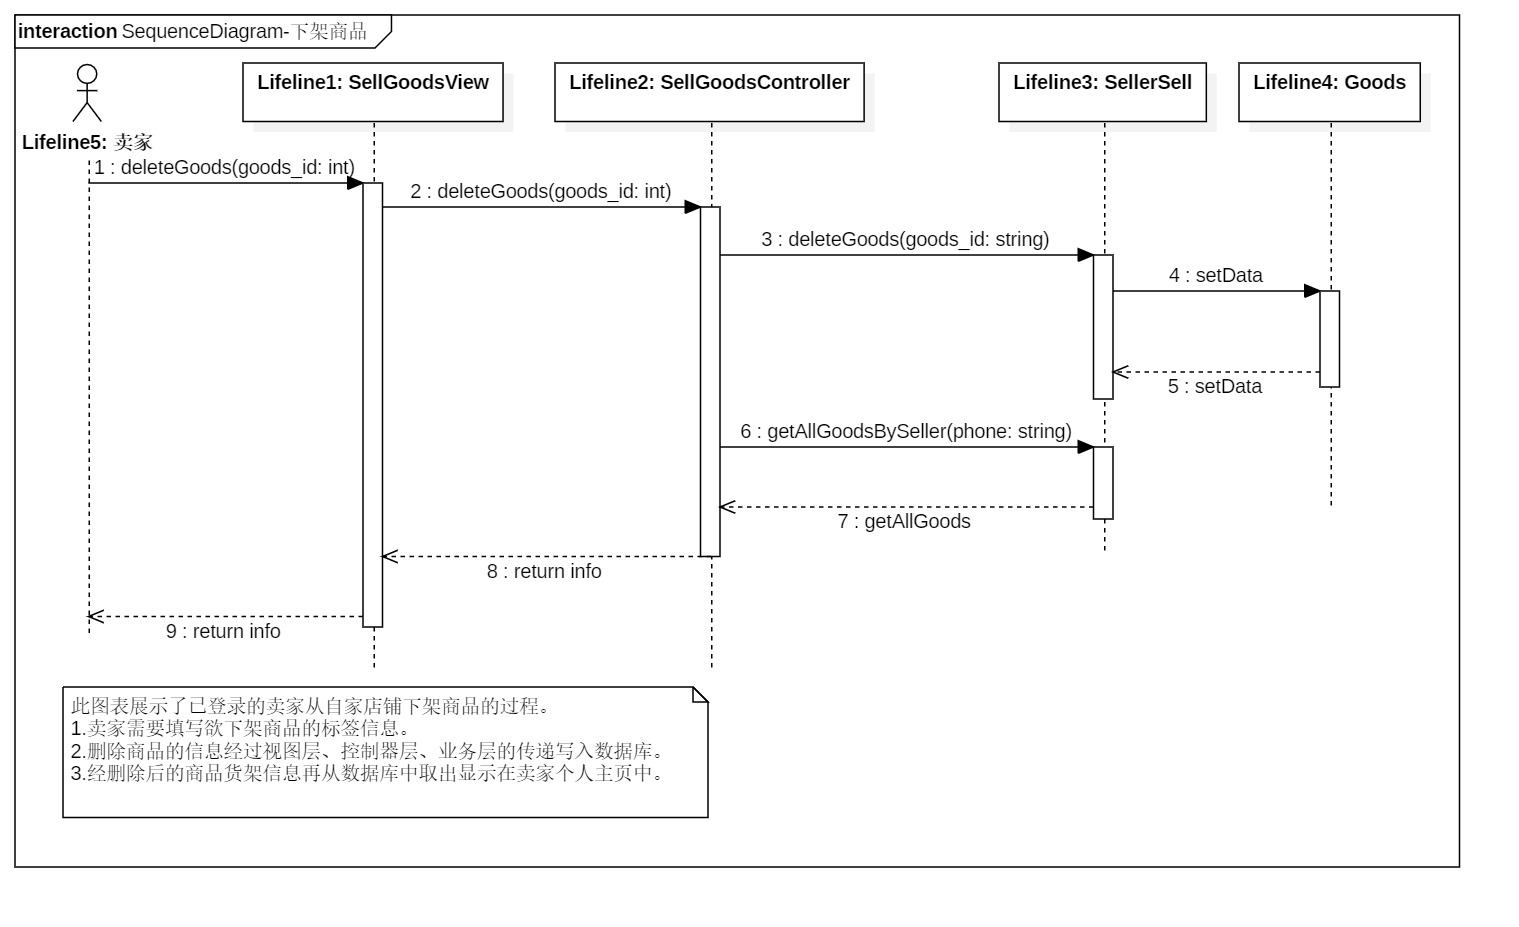 interaction SequenceDiagram-下架商品
Lifeline1: SellGoodsView
Lifeline2: SellGoodsController
Lifeline3: SellerSell
Lifeline4: Goods
Lifeline5: 卖家
1 : deleteGoods(goods_id: int)
2 : deleteGoods(goods_id: int)
3 : deleteGoods(goods_id: string)
4 : setData
5 : setData
6 : getAllGoodsBySeller(phone: string)
7 : getAllGoods
8 : return info
9 : return info
此图表展示了已登录的卖家从自家店铺下架商品的过程。
1.卖家需要填写欲下架商品的标签信息。
2.删除商品的信息经过视图层、控制器层、业务层的传递写入数据库。
3.经删除后的商品货架信息再从数据库中取出显示在卖家个人主页中。